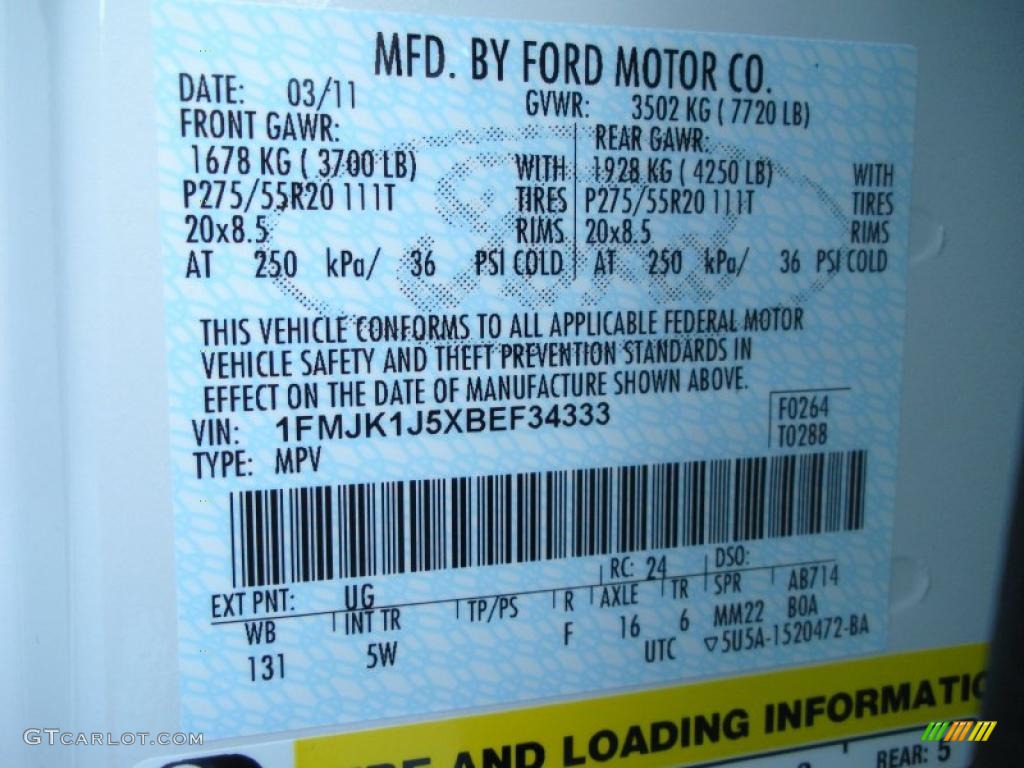 MFD. BY FORD MOTOR CO.
DATE: 03/11 GVWR: 3502 KG ( 7720 LB)
FRONT GAWR: REAR GAWR:
1678 KG ( 3700 LB) WITH 1928 KG ( 4250 LB) WITH
P275/55R20 111T TIRES P275/55R20 111T TIRES
20x8.5 RIMS 20x8.5 RIMS
AT 250 kPa/ 36 PSI COLD AT 250 kPa/ 36 PSI COLD
THIS VEHICLE CONFORMS TO ALL APPLICABLE FEDERAL MOTOR
VEHICLE SAFETY AND THEFT PREVENTION STANDARDS IN
EFFECT ON THE DATE OF MANUFACTURE SHOWN ABOVE.
VIN: 1FMJK1J5XBEF34333 F0264
TYPE: MPV T0288
EXT PNT: UG RC: 24 DSO:
WB INT TR TP/PS R AXLE TR SPR AB714
131 5W F 16 6 MM22 BOA
UTC ▽5U5A-1520472-BA
AND LOADING INFORMATIO
REAR: 5
GTCARLOT.COM